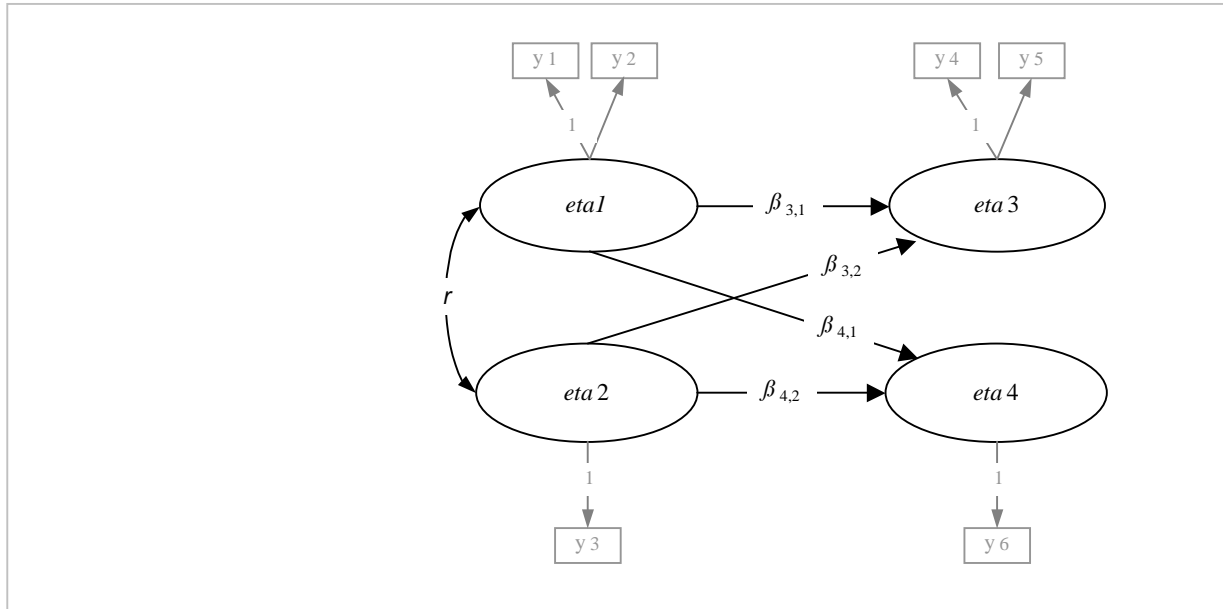 y 1 y 2 y 4 y 5
1 1
eta1 β 3,1 eta 3
β 3,2
r
β 4,1
eta 2 β 4,2 eta 4
1 1
y 3 y 6